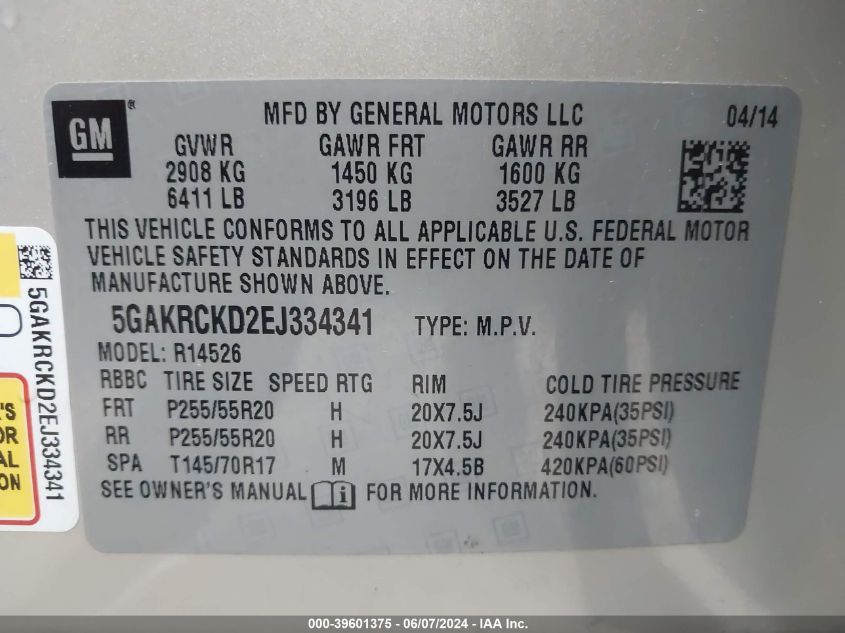 GM
®
MFD BY GENERAL MOTORS LLC
04/14
GVWR GAWR FRT GAWR RR
2908 KG 1450 KG 1600 KG
6411 LB 3196 LB 3527 LB
THIS VEHICLE CONFORMS TO ALL APPLICABLE U.S. FEDERAL MOTOR
VEHICLE SAFETY STANDARDS IN EFFECT ON THE DATE OF
MANUFACTURE SHOWN ABOVE.
5GAKRCKD2EJ334341 TYPE: M.P.V.
MODEL: R14526
RBBC TIRE SIZE SPEED RTG RIM COLD TIRE PRESSURE
FRT P255/55R20 H 20X7.5J 240KPA(35PSI)
RR P255/55R20 H 20X7.5J 240KPA(35PSI)
SPA T145/70R17 M 17X4.5B 420KPA(60PSI)
SEE OWNER'S MANUAL i FOR MORE INFORMATION.
5GAKRCKD2EJ334341
000-39601375 - 06/07/2024 - IAA Inc.